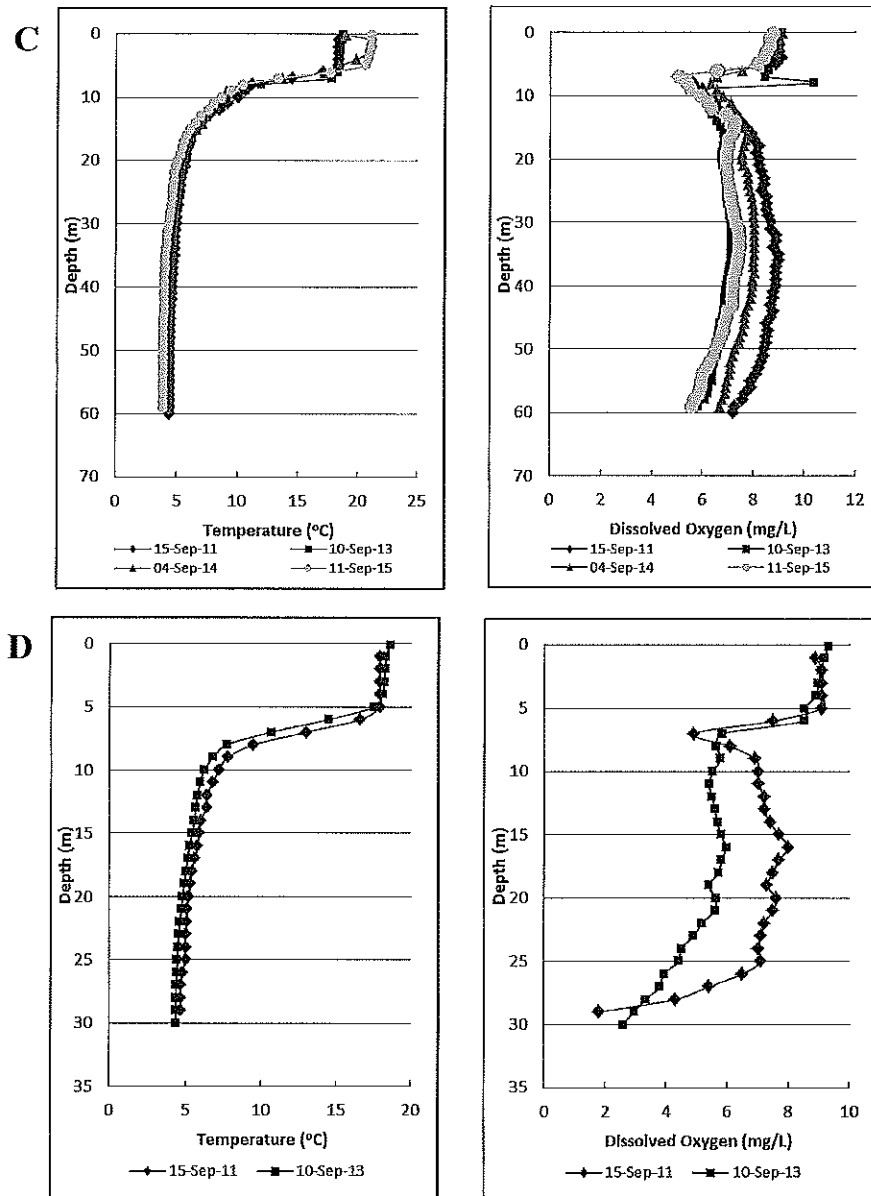 C
0
10
20
30
40
50
60
70
Depth (m)
0 5 10 15 20 25
Temperature (°C)
15-Sep-11 10-Sep-13
04-Sep-14 11-Sep-15
0
10
20
30
40
50
60
70
Depth (m)
0 2 4 6 8 10 12
Dissolved Oxygen (mg/L)
15-Sep-11 10-Sep-13
04-Sep-14 11-Sep-15
D
0
5
10
15
20
25
30
35
Depth (m)
0 5 10 15 20
Temperature (°C)
15-Sep-11 10-Sep-13
0
5
10
15
20
25
30
35
Depth (m)
0 2 4 6 8 10
Dissolved Oxygen (mg/L)
15-Sep-11 10-Sep-13